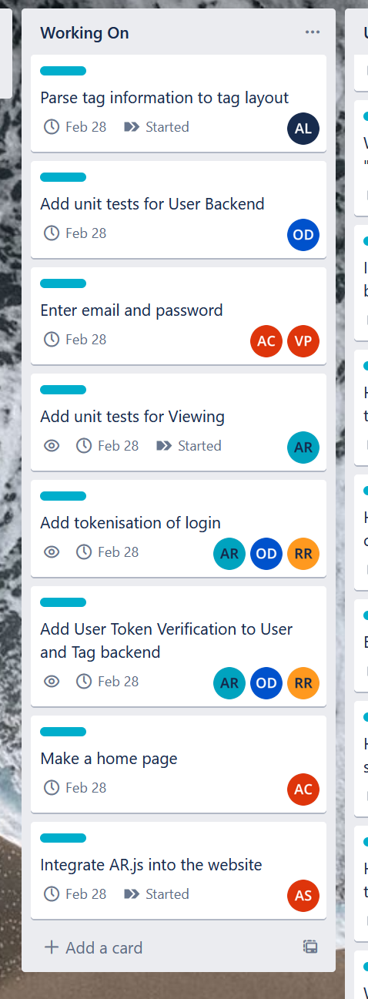 Working On
Parse tag information to tag layout
Feb 28 Started AL
Add unit tests for User Backend
Feb 28 OD
Enter email and password
Feb 28 AC VP
Add unit tests for Viewing
Feb 28 Started AR
Add tokenisation of login
Feb 28 AR OD RR
Add User Token Verification to User
and Tag backend
Feb 28 AR OD RR
Make a home page
Feb 28 AC
Integrate AR.js into the website
Feb 28 Started AS
Add a card